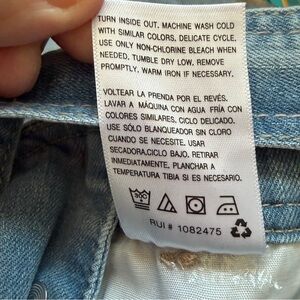 TURN INSIDE OUT. MACHINE WASH COLD
WITH SIMILAR COLORS, DELICATE CYCLE.
USE ONLY NON-CHLORINE BLEACH WHEN
NEEDED, TUMBLE DRY LOW, REMOVE
PROMPTLY, WARM IRON IF NECESSARY.
VOLTEAR LA PRENDA POR EL REVÉS.
LAVAR A MÁQUINA CON AGUA FRÍA CON
COLORES SIMILARES, CICLO DELICADO.
USE SÓLO BLANQUEADOR SIN CLORO
CUANDO SE NECESITE. USAR
SECADORA,CICLO BAJO. RETIRAR
INMEDIATAMENTE, PLANCHAR A
TEMPERATURA TIBIA SI ES NECESARIO.
RUI # 1082475